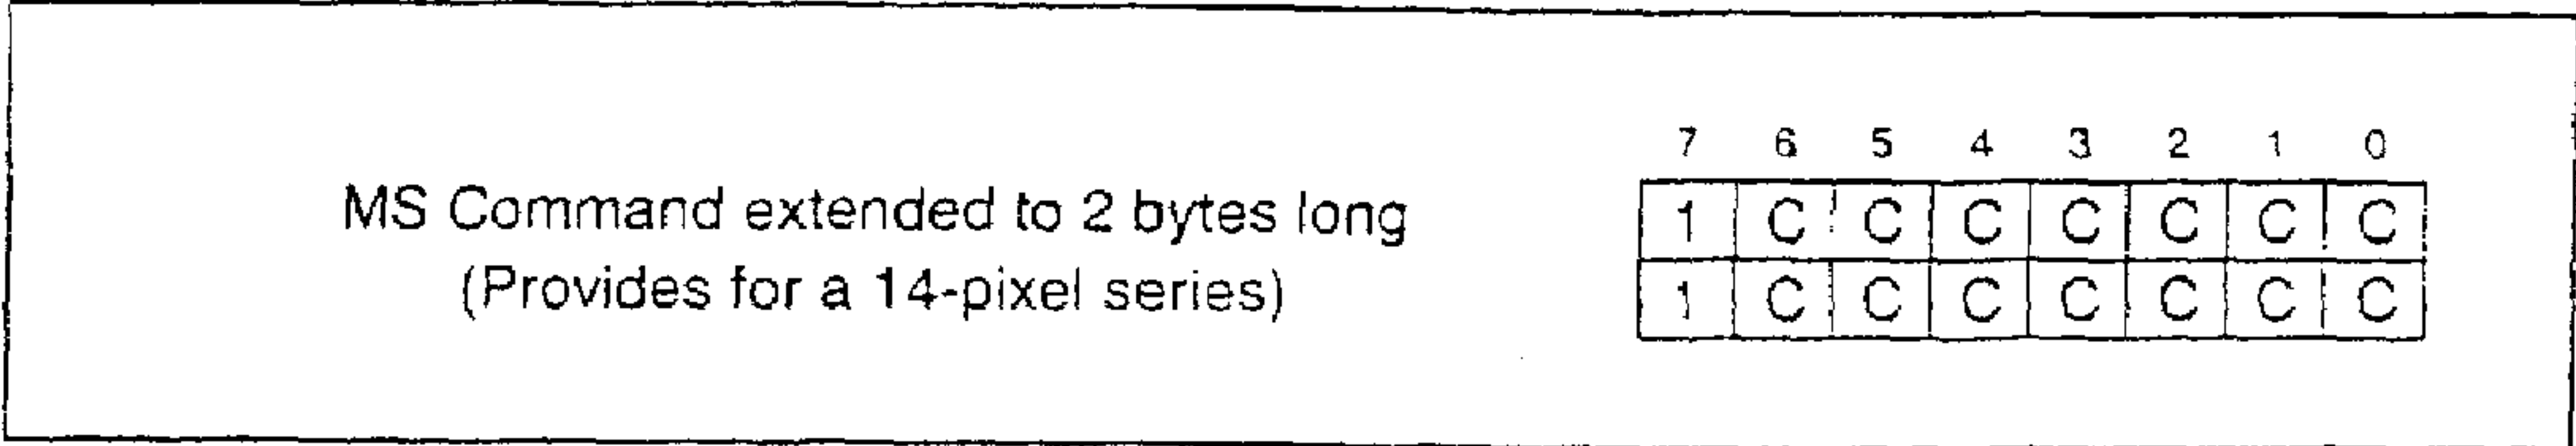 7 6 5 4 3 2 1 0
MS Command extended to 2 bytes long
1 C C C C C C C
(Provides for a 14-pixel series)
1 C C C C C C C